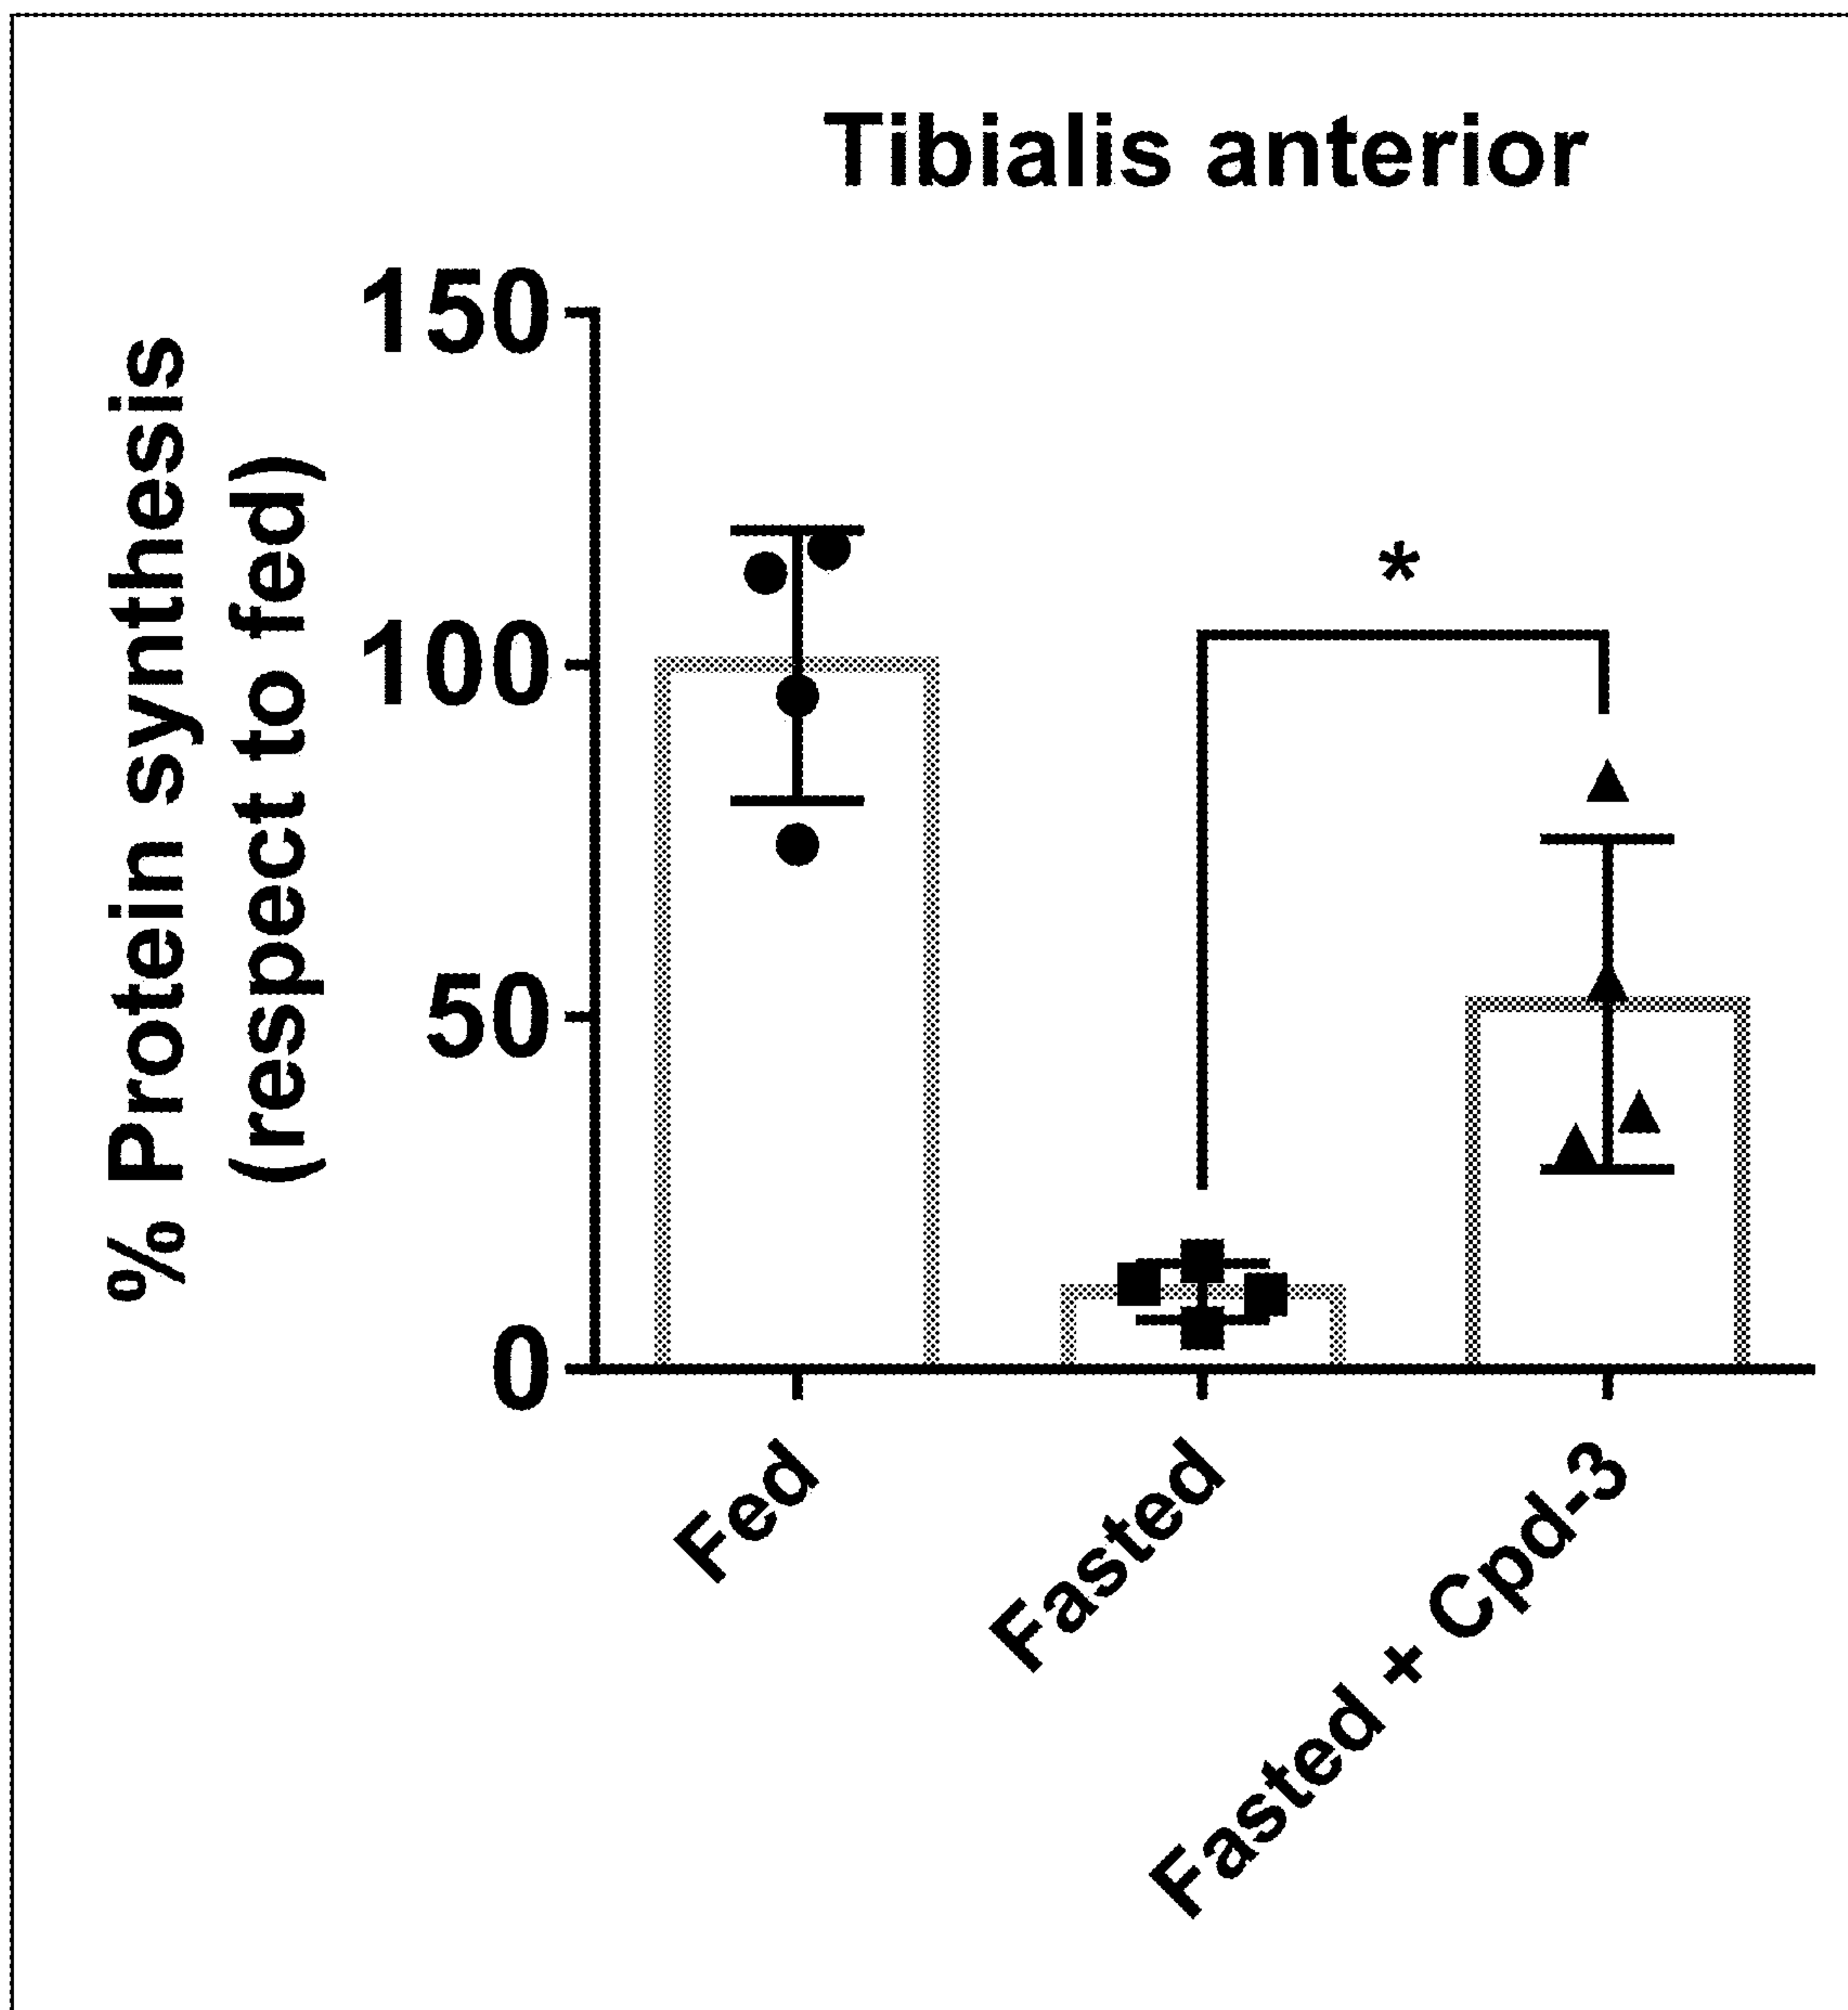 Tibialis anterior
% Protein synthesis
(respect to fed)
150
100
50
0
*
Fed
Fasted
Fasted + Cpd-3